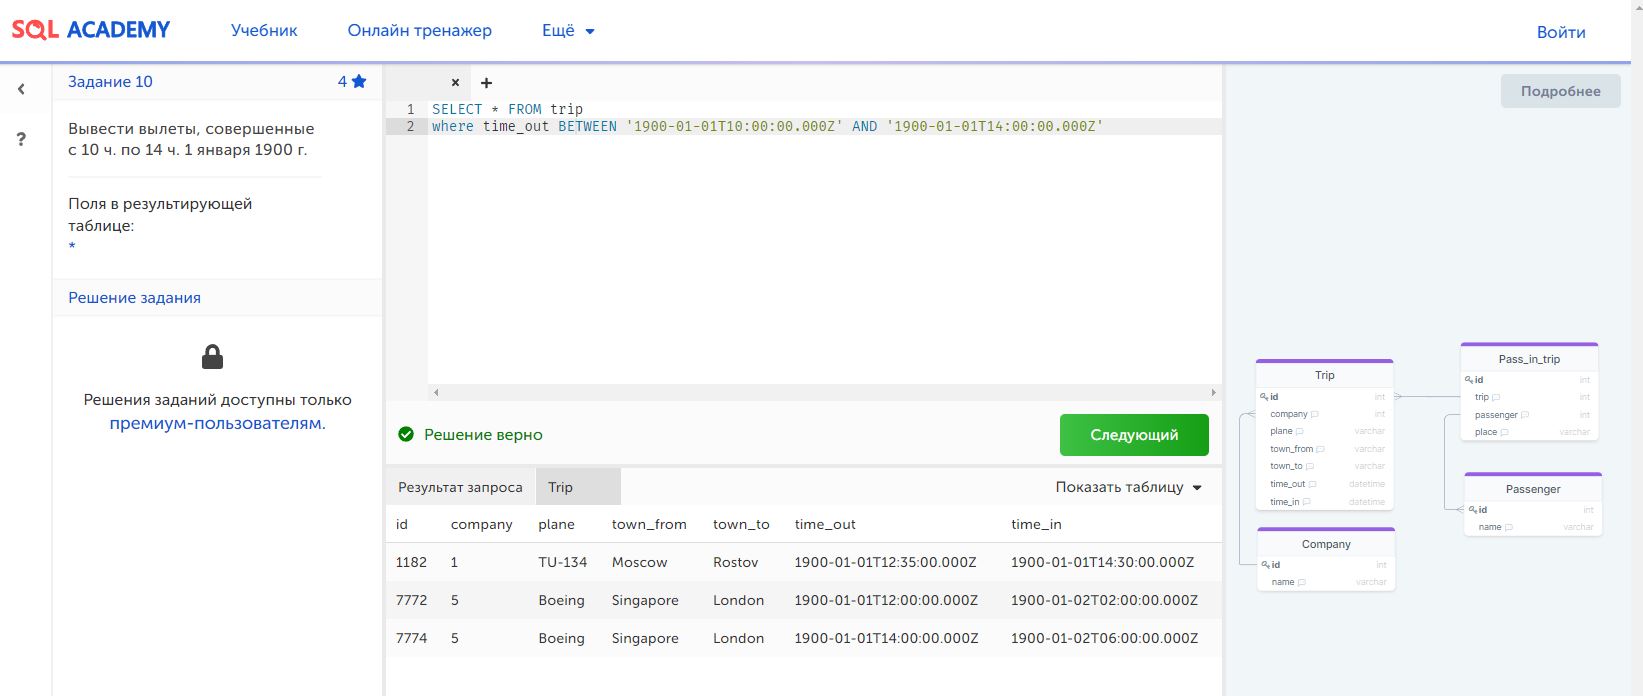 SQL ACADEMY
Учебник
Онлайн тренажер
Ещё
Войти
Задание 10
4
Вывести вылеты, совершенные
с 10 ч. по 14 ч. 1 января 1900 г.
Поля в результирующей
таблице:
*
Решение задания
Решения заданий доступны только
премиум-пользователям.
×
+
1 SELECT * FROM trip
2 where time_out BETWEEN '1900-01-01T10:00:00.000Z' AND '1900-01-01T14:00:00.000Z'
Решение верно
Следующий
Результат запроса
Trip
Показать таблицу
id company plane town_from town_to time_out time_in
1182 1 TU-134 Moscow Rostov 1900-01-01T12:35:00.000Z 1900-01-01T14:30:00.000Z
7772 5 Boeing Singapore London 1900-01-01T12:00:00.000Z 1900-01-02T02:00:00.000Z
7774 5 Boeing Singapore London 1900-01-01T14:00:00.000Z 1900-01-02T06:00:00.000Z
Подробнее
Trip
id int
company int
plane varchar
town_from varchar
town_to varchar
time_out datetime
time_in datetime
Company
id int
name varchar
Pass_in_trip
id int
trip int
passenger int
place varchar
Passenger
id int
name varchar